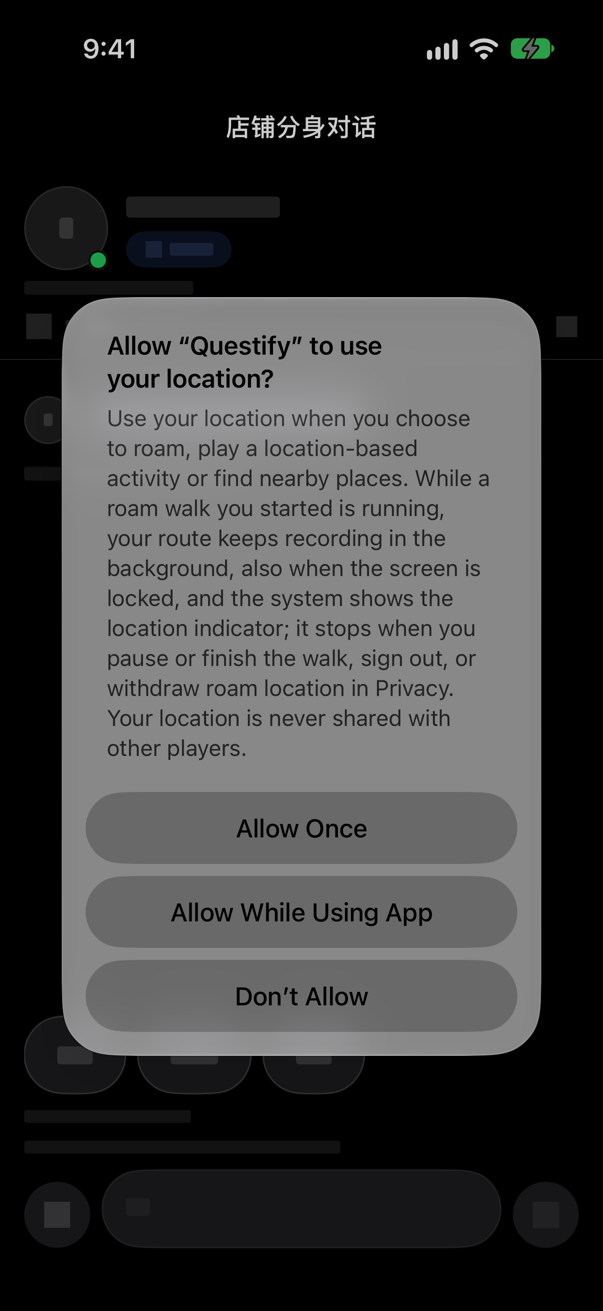 9:41
店铺分身对话
Allow “Questify” to use
your location?
Use your location when you choose
to roam, play a location-based
activity or find nearby places. While a
roam walk you started is running,
your route keeps recording in the
background, also when the screen is
locked, and the system shows the
location indicator; it stops when you
pause or finish the walk, sign out, or
withdraw roam location in Privacy.
Your location is never shared with
other players.
Allow Once
Allow While Using App
Don’t Allow